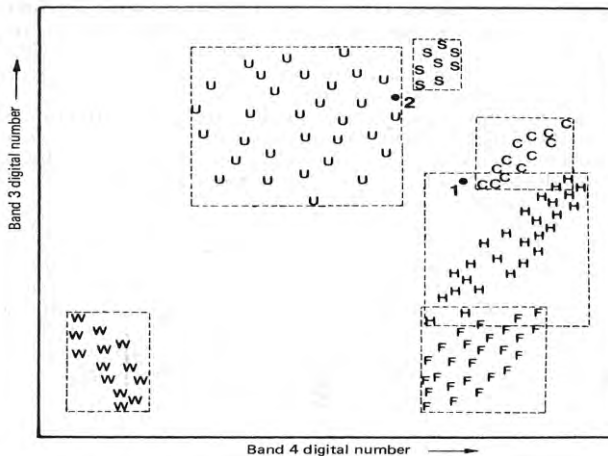 Band 3 digital number
U U U U U U U U U U U U U U U U U U U U U U U U U U U U U
2
S S S S S S S S S
C C C C C C C C C C C
1
H H H H H H H H H H H H H H H H H H H H H H H
F F F F F F F F F F F F F F F F F F F F F F
W W W W W W W W W W W W
Band 4 digital number